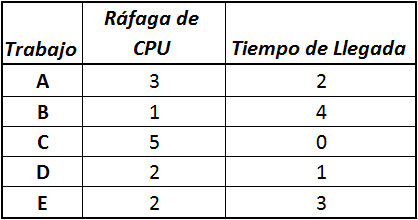 Trabajo Ráfaga de CPU Tiempo de Llegada
A 3 2
B 1 4
C 5 0
D 2 1
E 2 3